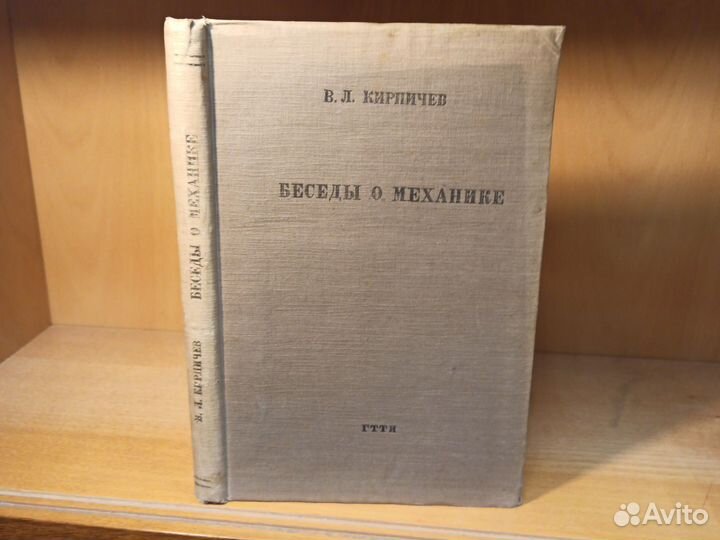 В. Л. КИРПИЧЕВ
БЕСЕДЫ О МЕХАНИКЕ
ГТТИ
В. Л. КИРПИЧЕВ БЕСЕДЫ О МЕХАНИКЕ
Avito